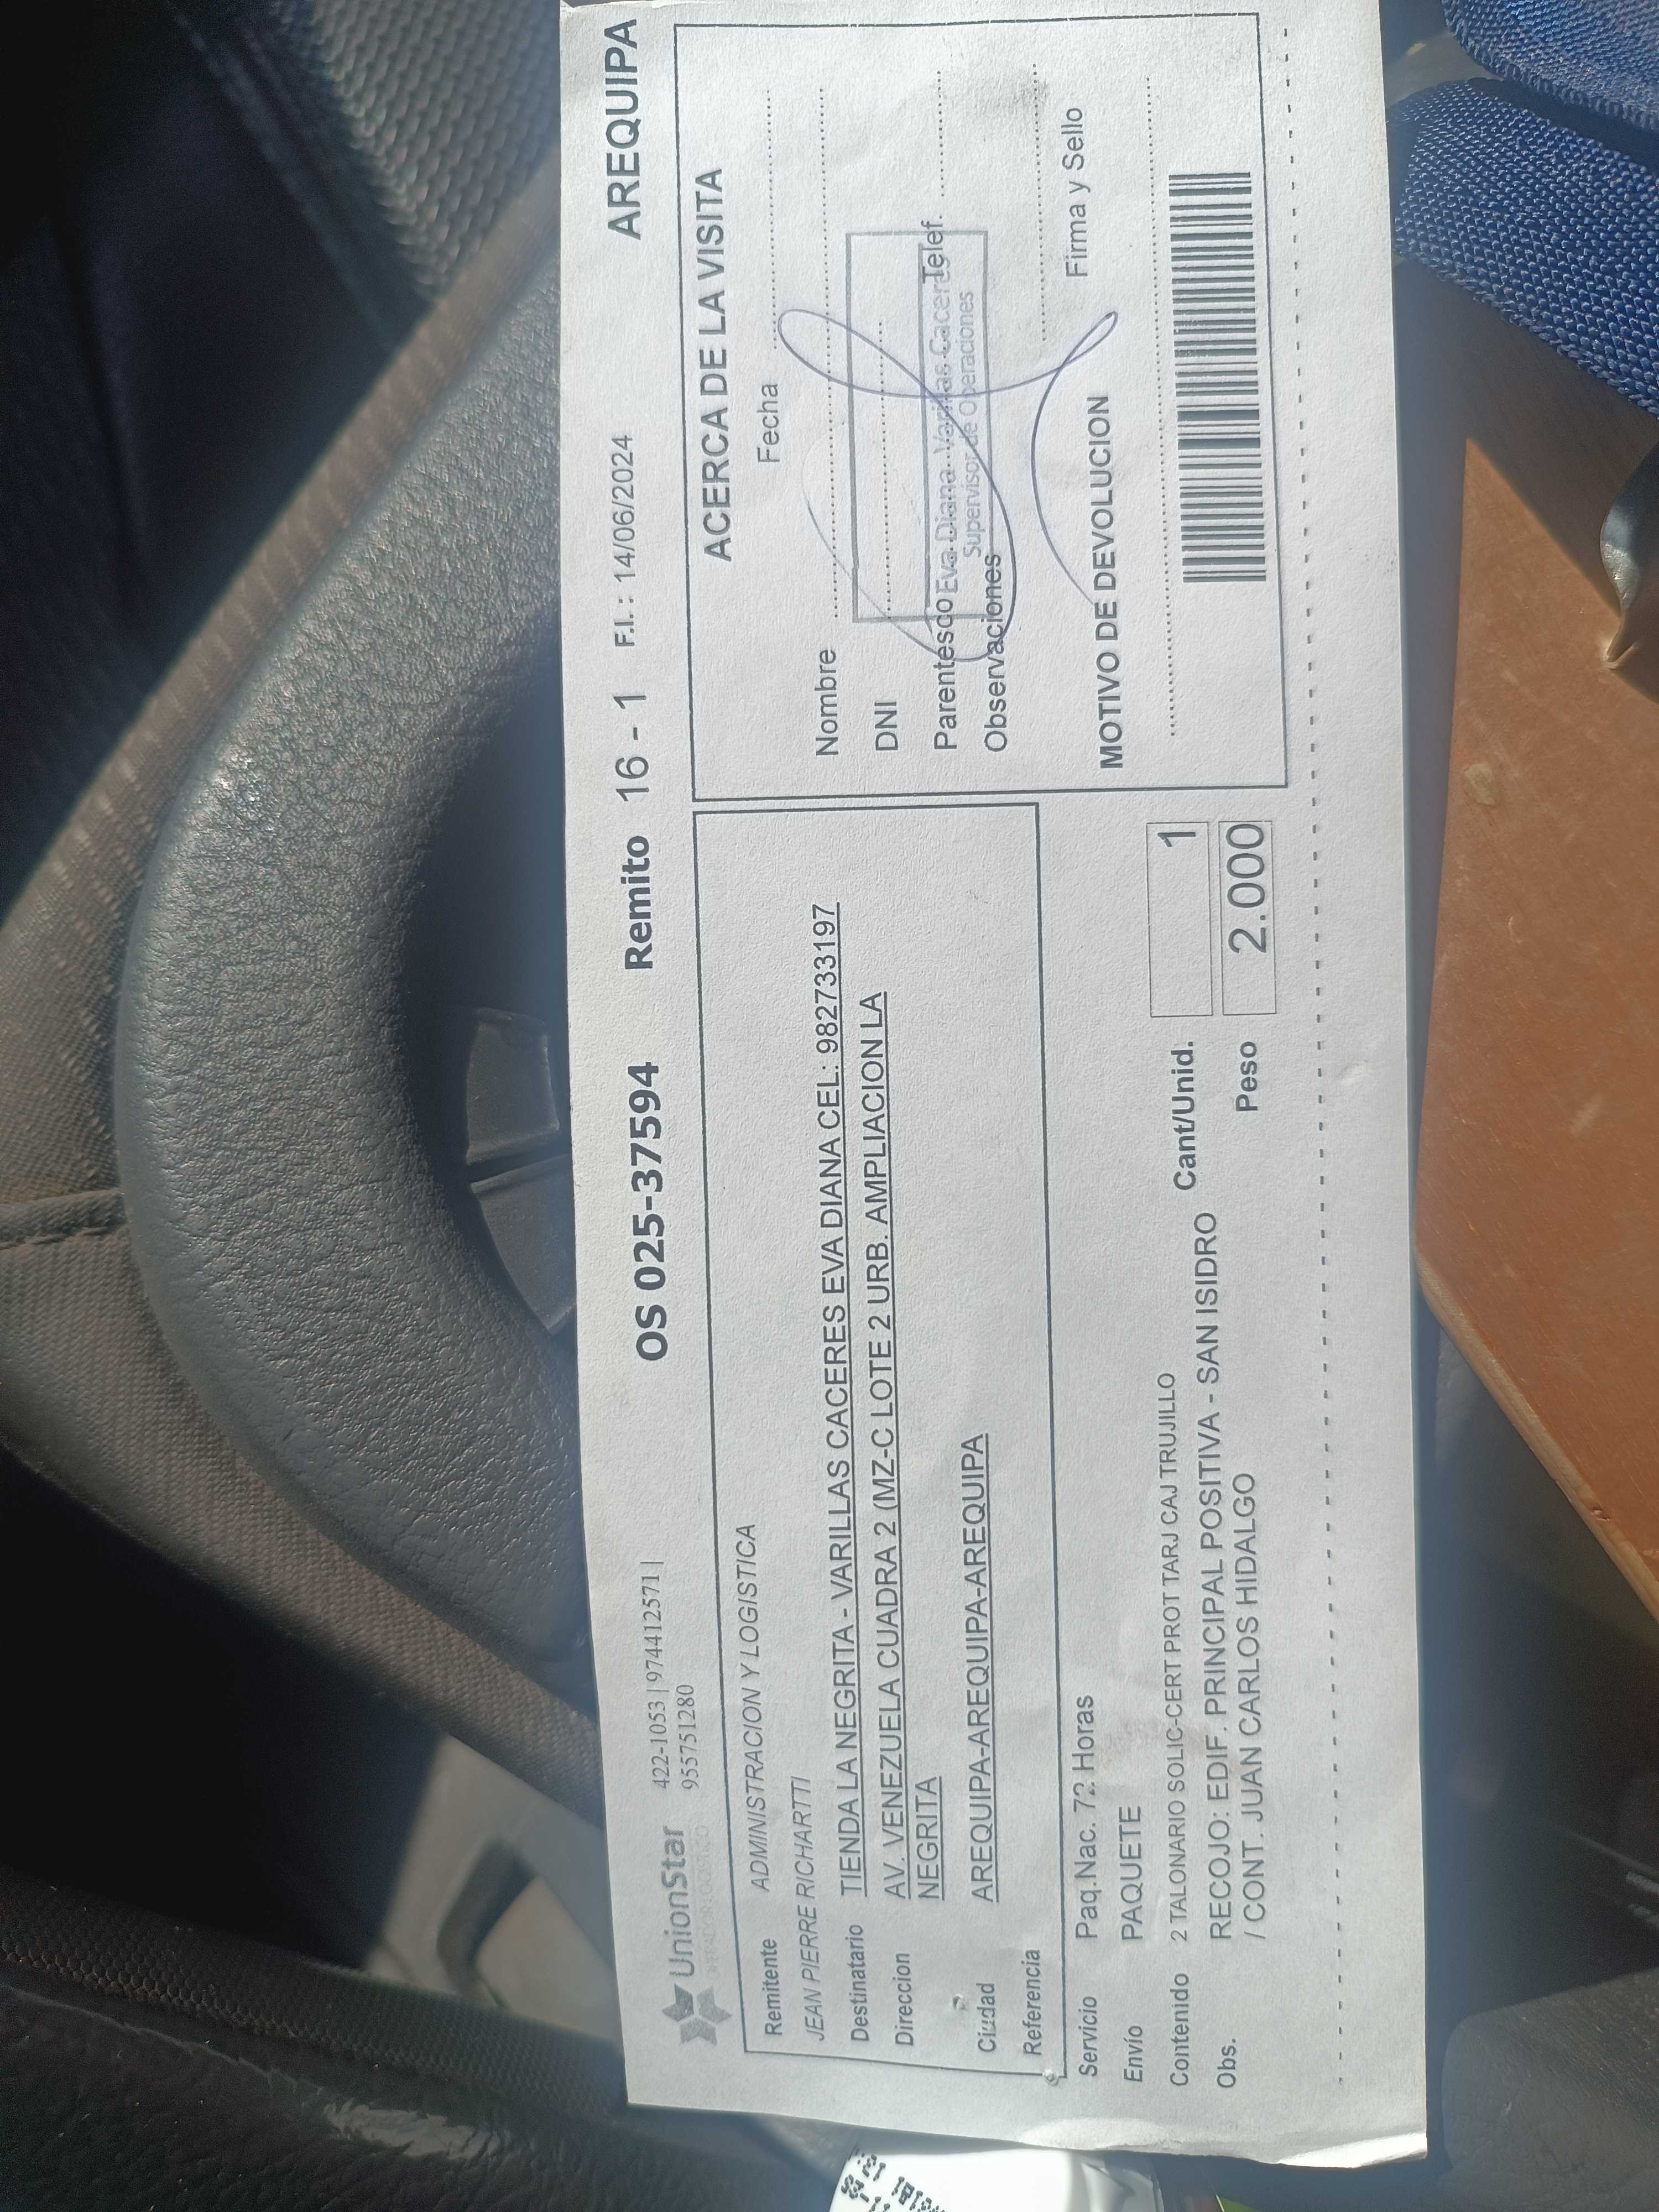 UnionStar
OPERADOR LOGISTICO
422-1053 | 974412571 |
955751280
OS 025-37594 Remito 16 - 1 F.I. : 14/06/2024 AREQUIPA
Remitente ADMINISTRACION Y LOGISTICA
JEAN PIERRE RICHARTTI
Destinatario TIENDA LA NEGRITA - VARILLAS CACERES EVA DIANA CEL: 982733197
Direccion AV. VENEZUELA CUADRA 2 (MZ-C LOTE 2 URB. AMPLIACION LA
NEGRITA
Ciudad AREQUIPA-AREQUIPA-AREQUIPA
Referencia
Servicio Paq.Nac. 72 Horas
Envío PAQUETE
Contenido 2 TALONARIO SOLIC-CERT PROT TARJ CAJ TRUJILLO Cant/Unid. 1
Obs. RECOJO: EDIF. PRINCIPAL POSITIVA - SAN ISIDRO Peso 2.000
/ CONT. JUAN CARLOS HIDALGO
ACERCA DE LA VISITA
Fecha
Nombre
DNI
Parentesco Telef.
Eva Diana Varillas Caceres
Supervisor de Operaciones
Observaciones
Firma y Sello
MOTIVO DE DEVOLUCION